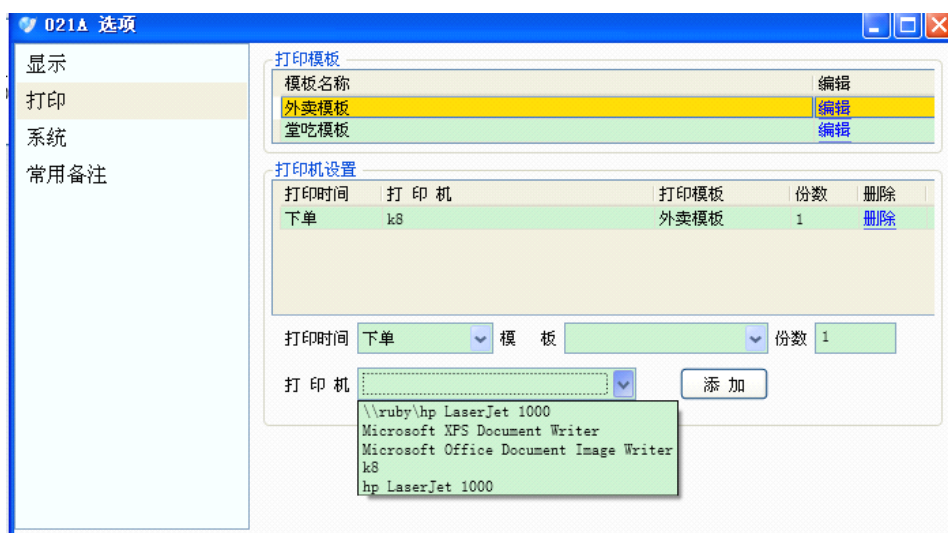 021A 选项
显示
打印
系统
常用备注
打印模板
模板名称 编辑
外卖模板 编辑
堂吃模板 编辑
打印机设置
打印时间 打 印 机 打印模板 份数 删除
下单 k8 外卖模板 1 删除
打印时间 下单 模 板 份数 1
打 印 机 添 加
\\ruby\hp LaserJet 1000
Microsoft XPS Document Writer
Microsoft Office Document Image Writer
k8
hp LaserJet 1000